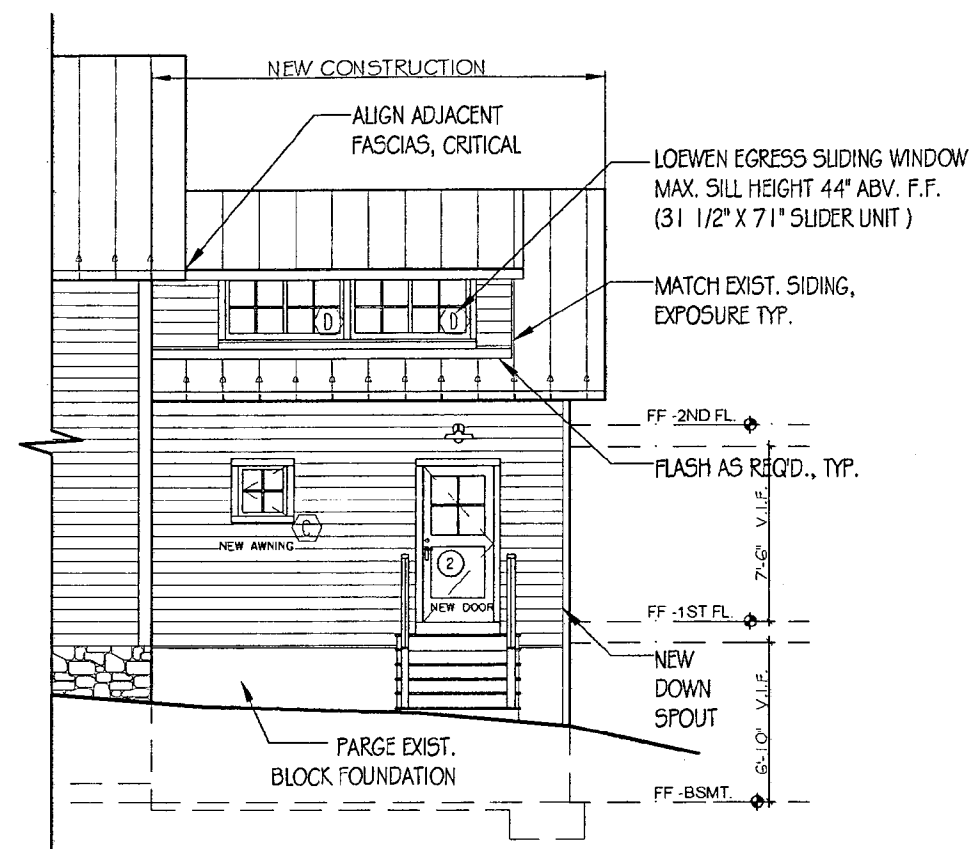 NEW CONSTRUCTION
ALIGN ADJACENT
FASCIAS, CRITICAL
LOEWEN EGRESS SLIDING WINDOW
MAX. SILL HEIGHT 44" ABV. F.F.
(31 1/2" X 71" SLIDER UNIT )
D
D
MATCH EXIST. SIDING,
EXPOSURE TYP.
FF -2ND FL.
FLASH AS REQ'D., TYP.
C
NEW AWNING
2
NEW DOOR
7'-6" V.I.F.
FF -1ST FL.
NEW
DOWN
SPOUT
PARGE EXIST.
BLOCK FOUNDATION
6'-10" V.I.F.
FF -BSMT.